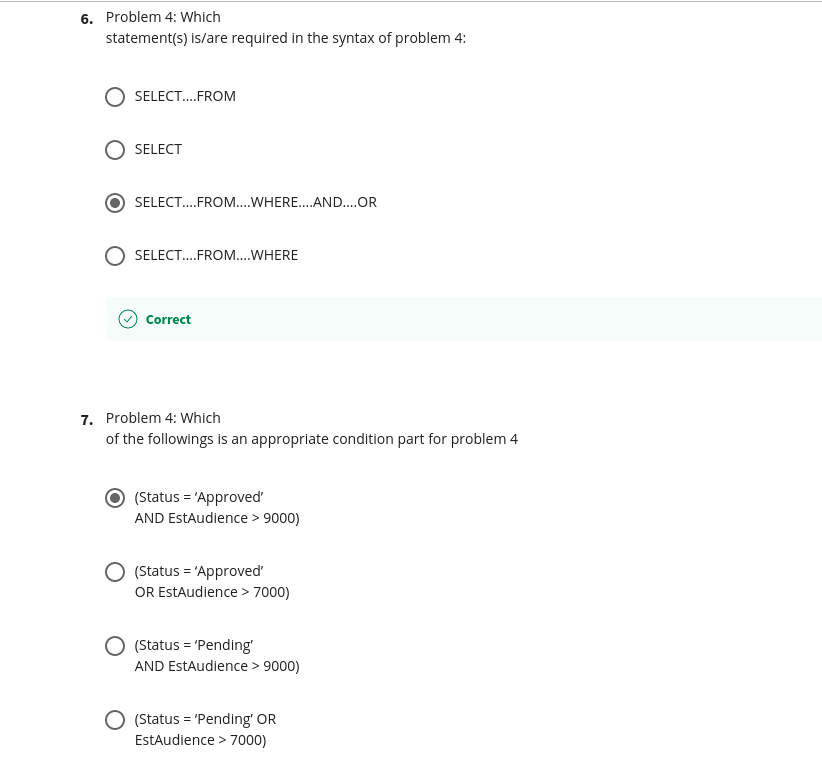 6. Problem 4: Which
statement(s) is/are required in the syntax of problem 4:
SELECT....FROM
SELECT
SELECT....FROM....WHERE....AND....OR
SELECT....FROM....WHERE
Correct
7. Problem 4: Which
of the followings is an appropriate condition part for problem 4
(Status = ‘Approved’
AND EstAudience > 9000)
(Status = ‘Approved’
OR EstAudience > 7000)
(Status = ‘Pending’
AND EstAudience > 9000)
(Status = ‘Pending’ OR
EstAudience > 7000)